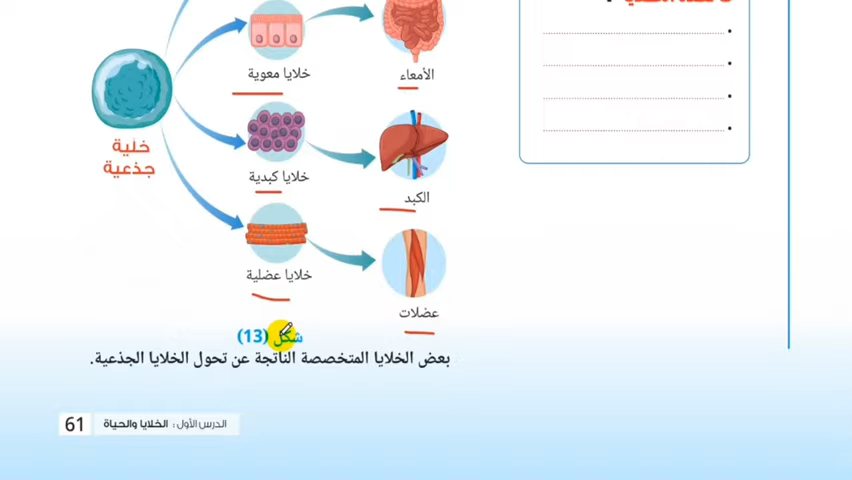 خلايا معوية
الأمعاء
خلية
جذعية
خلايا كبدية
الكبد
خلايا عضلية
عضلات
شكل (13)
بعض الخلايا المتخصصة الناتجة عن تحول الخلايا الجذعية.
61 الدرس الأول: الخلايا والحياة